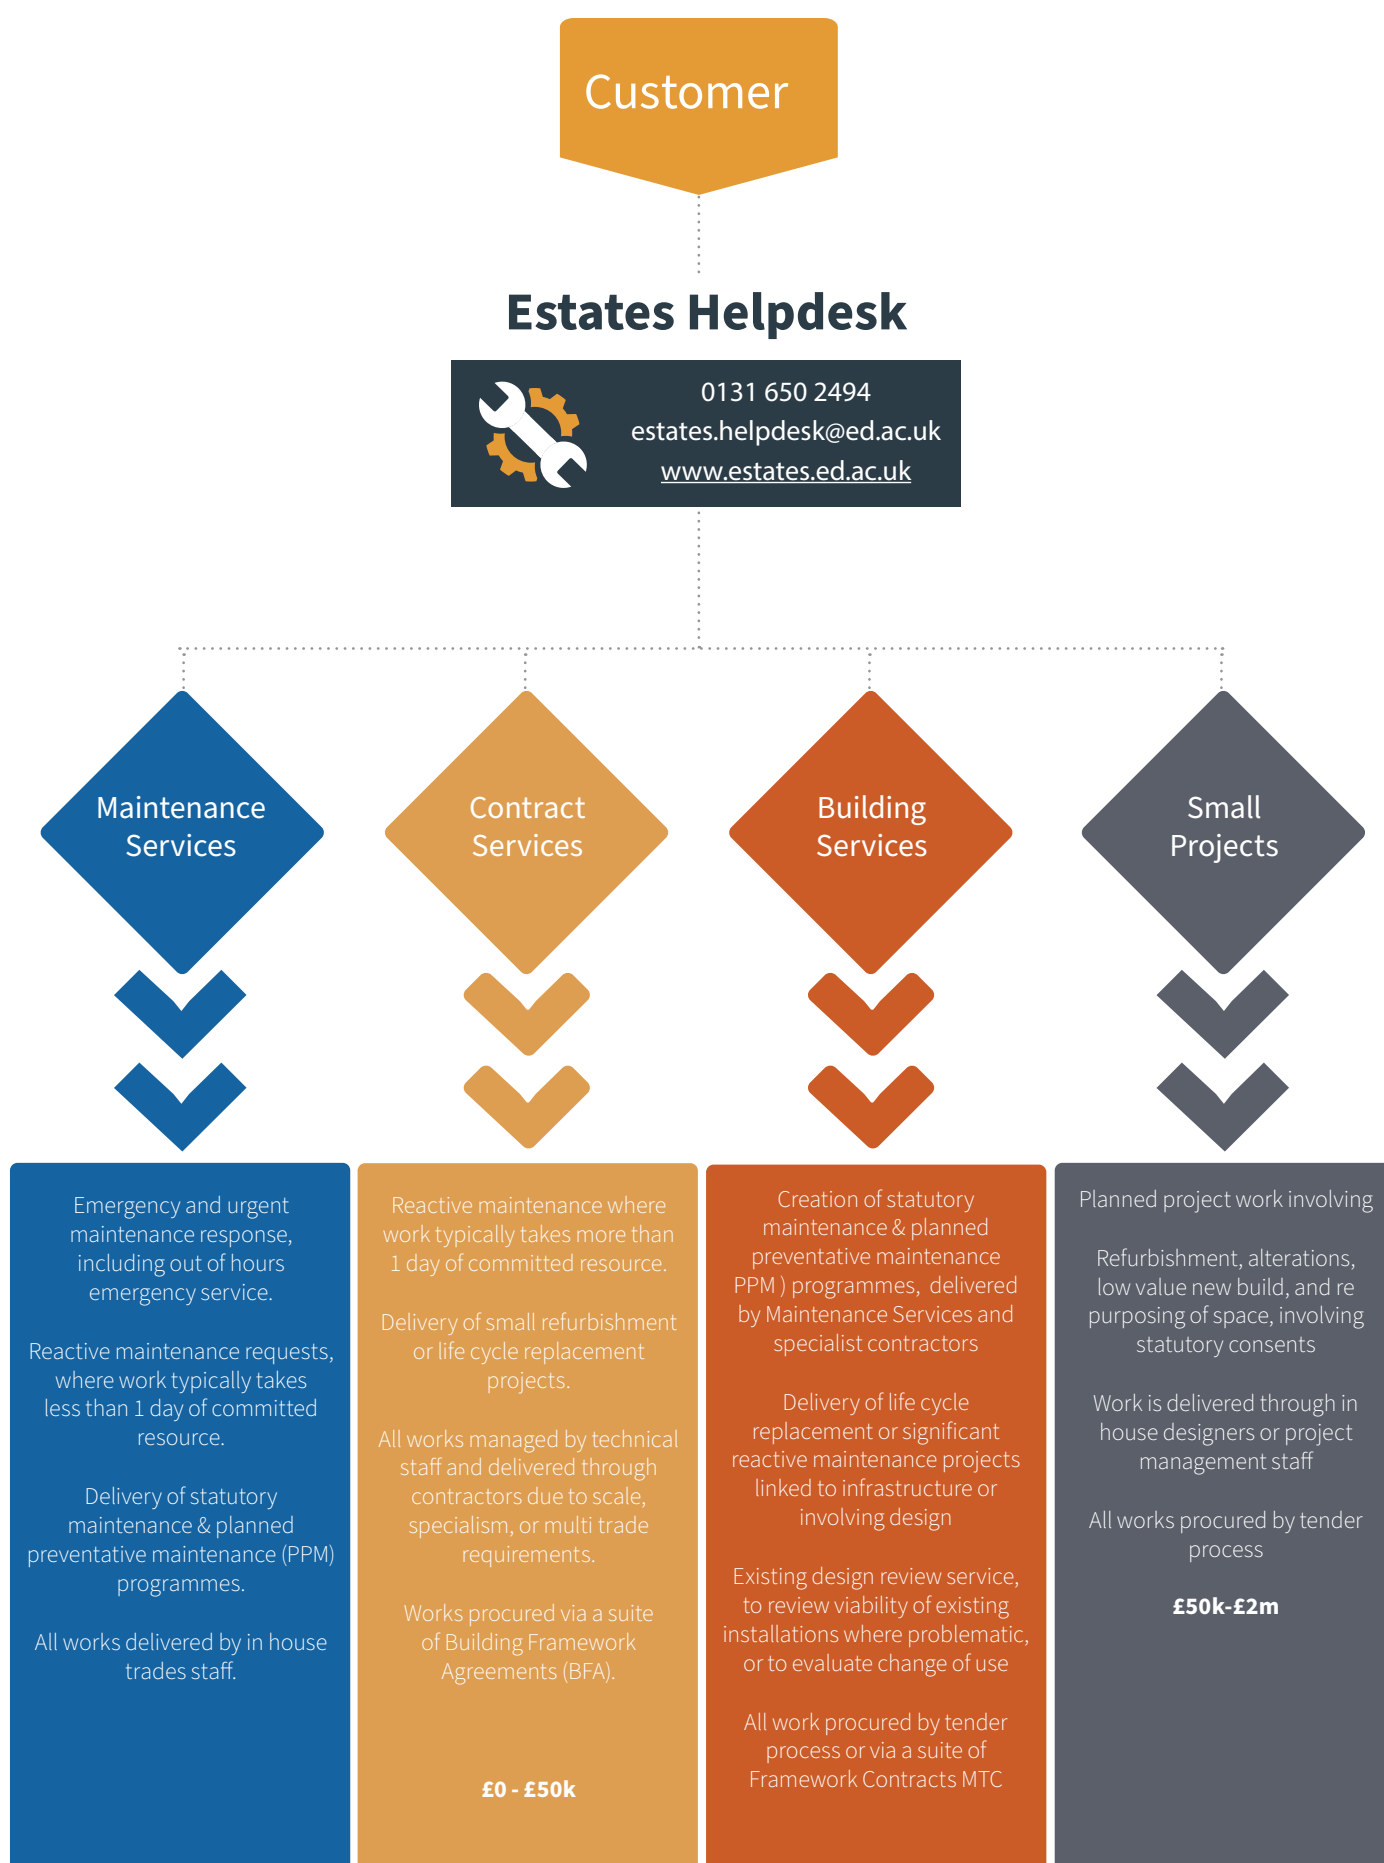 Customer
Estates Helpdesk
0131 650 2494
estates.helpdesk@ed.ac.uk
www.estates.ed.ac.uk
Maintenance
Services
Contract
Services
Building
Services
Small
Projects
Emergency and urgent
maintenance response,
including out of hours
emergency service.
Reactive maintenance requests,
where work typically takes
less than 1 day of committed
resource.
Delivery of statutory
maintenance & planned
preventative maintenance (PPM)
programmes.
All works delivered by in house
trades staff.
Reactive maintenance where
work typically takes more than
1 day of committed resource.
Delivery of small refurbishment
or life cycle replacement
projects.
All works managed by technical
staff and delivered through
contractors due to scale,
specialism, or multi trade
requirements.
Works procured via a suite
of Building Framework
Agreements (BFA).
£0 - £50k
Creation of statutory
maintenance & planned
preventative maintenance
PPM ) programmes,  delivered
by Maintenance Services and
specialist contractors
Delivery of life cycle
replacement or significant
reactive maintenance projects
linked to infrastructure or
involving design
Existing design review service,
to review viability of existing
installations where problematic,
or to evaluate change of use
All work procured by tender
process or via a suite of
Framework Contracts MTC
Planned project work involving
Refurbishment, alterations,
low value new build, and re
purposing of space, involving
statutory consents
Work is delivered through in
house designers or project
management staff
All works procured by tender
process
£50k-£2m